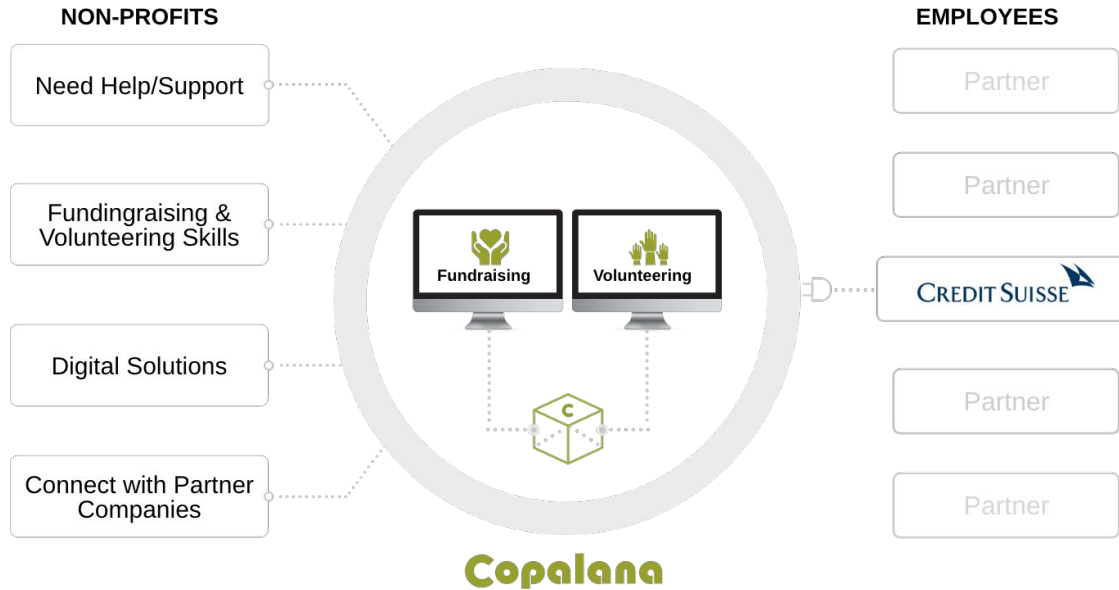 NON-PROFITS
EMPLOYEES
Need Help/Support
Fundingraising &
Volunteering Skills
Digital Solutions
Connect with Partner
Companies
Fundraising
Volunteering
C
Partner
Partner
CREDIT SUISSE
Partner
Partner
Copalana